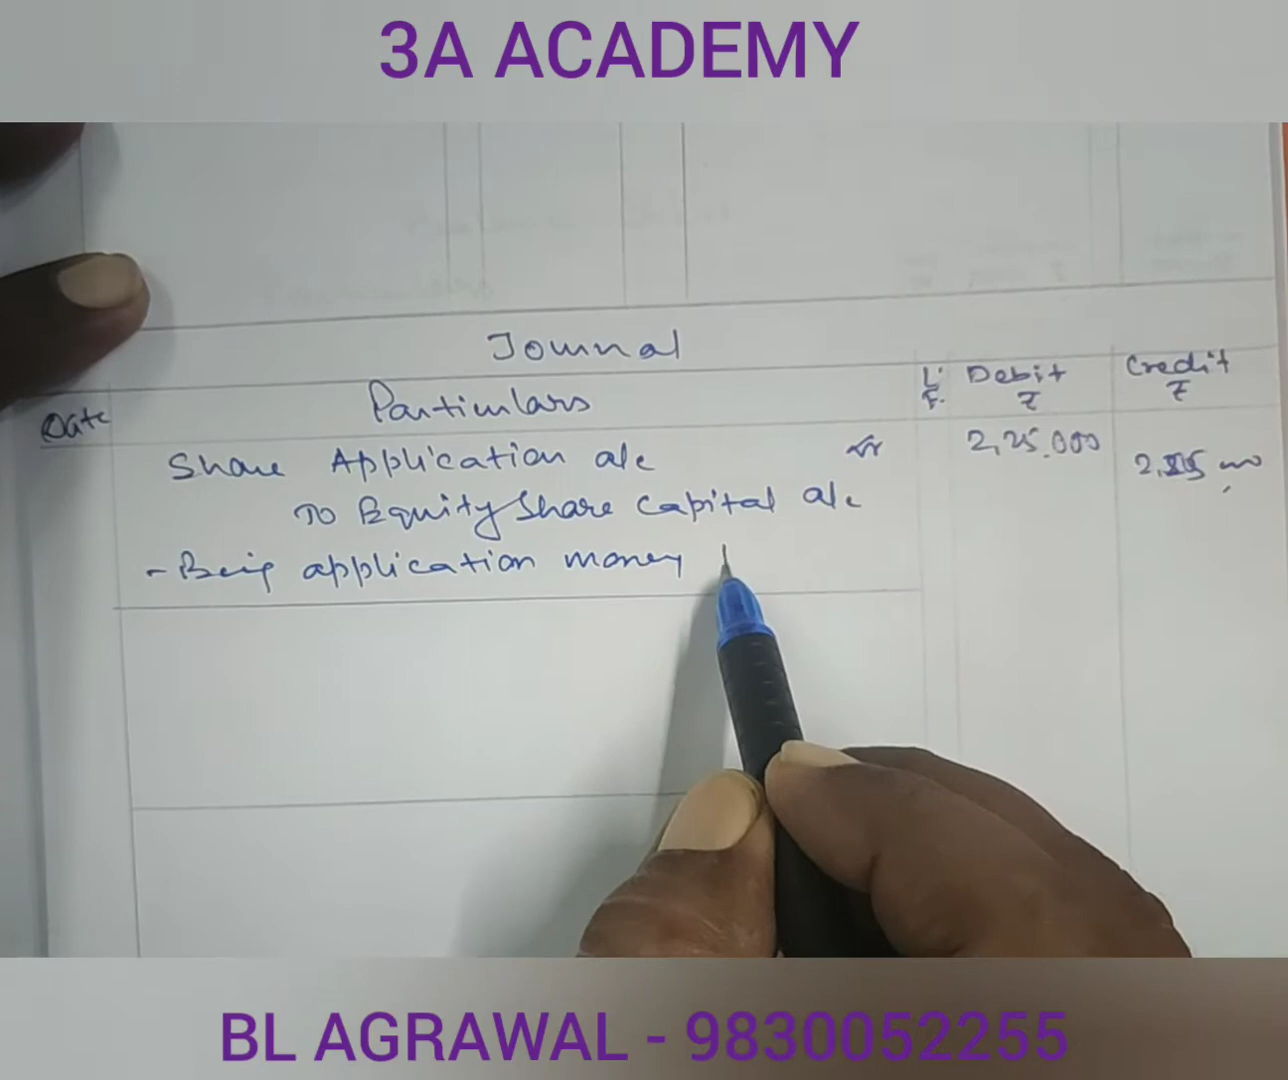 3A ACADEMY
Journal
Date Particulars L.F. Debit ₹ Credit ₹
Share Application a/c Dr 2,25,000
To Equity Share Capital a/c 2,25,000
- Being application money
BL AGRAWAL - 9830052255